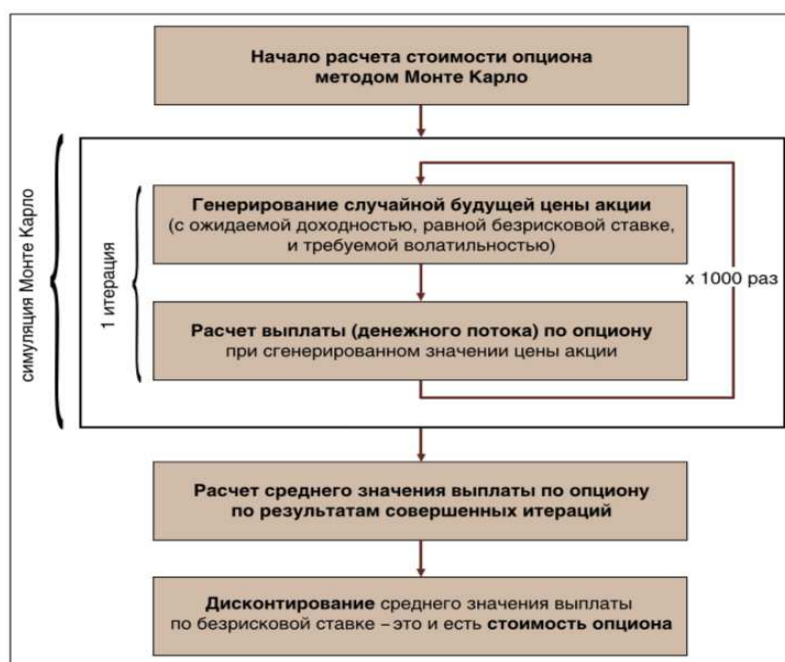 Начало расчета стоимости опциона
методом Монте Карло
симуляция Монте Карло
1 итерация
Генерирование случайной будущей цены акции
(с ожидаемой доходностью, равной безрисковой ставке,
и требуемой волатильностью)
х 1000 раз
Расчет выплаты (денежного потока) по опциону
при сгенерированном значении цены акции
Расчет среднего значения выплаты по опциону
по результатам совершенных итераций
Дисконтирование среднего значения выплаты
по безрисковой ставке – это и есть стоимость опциона